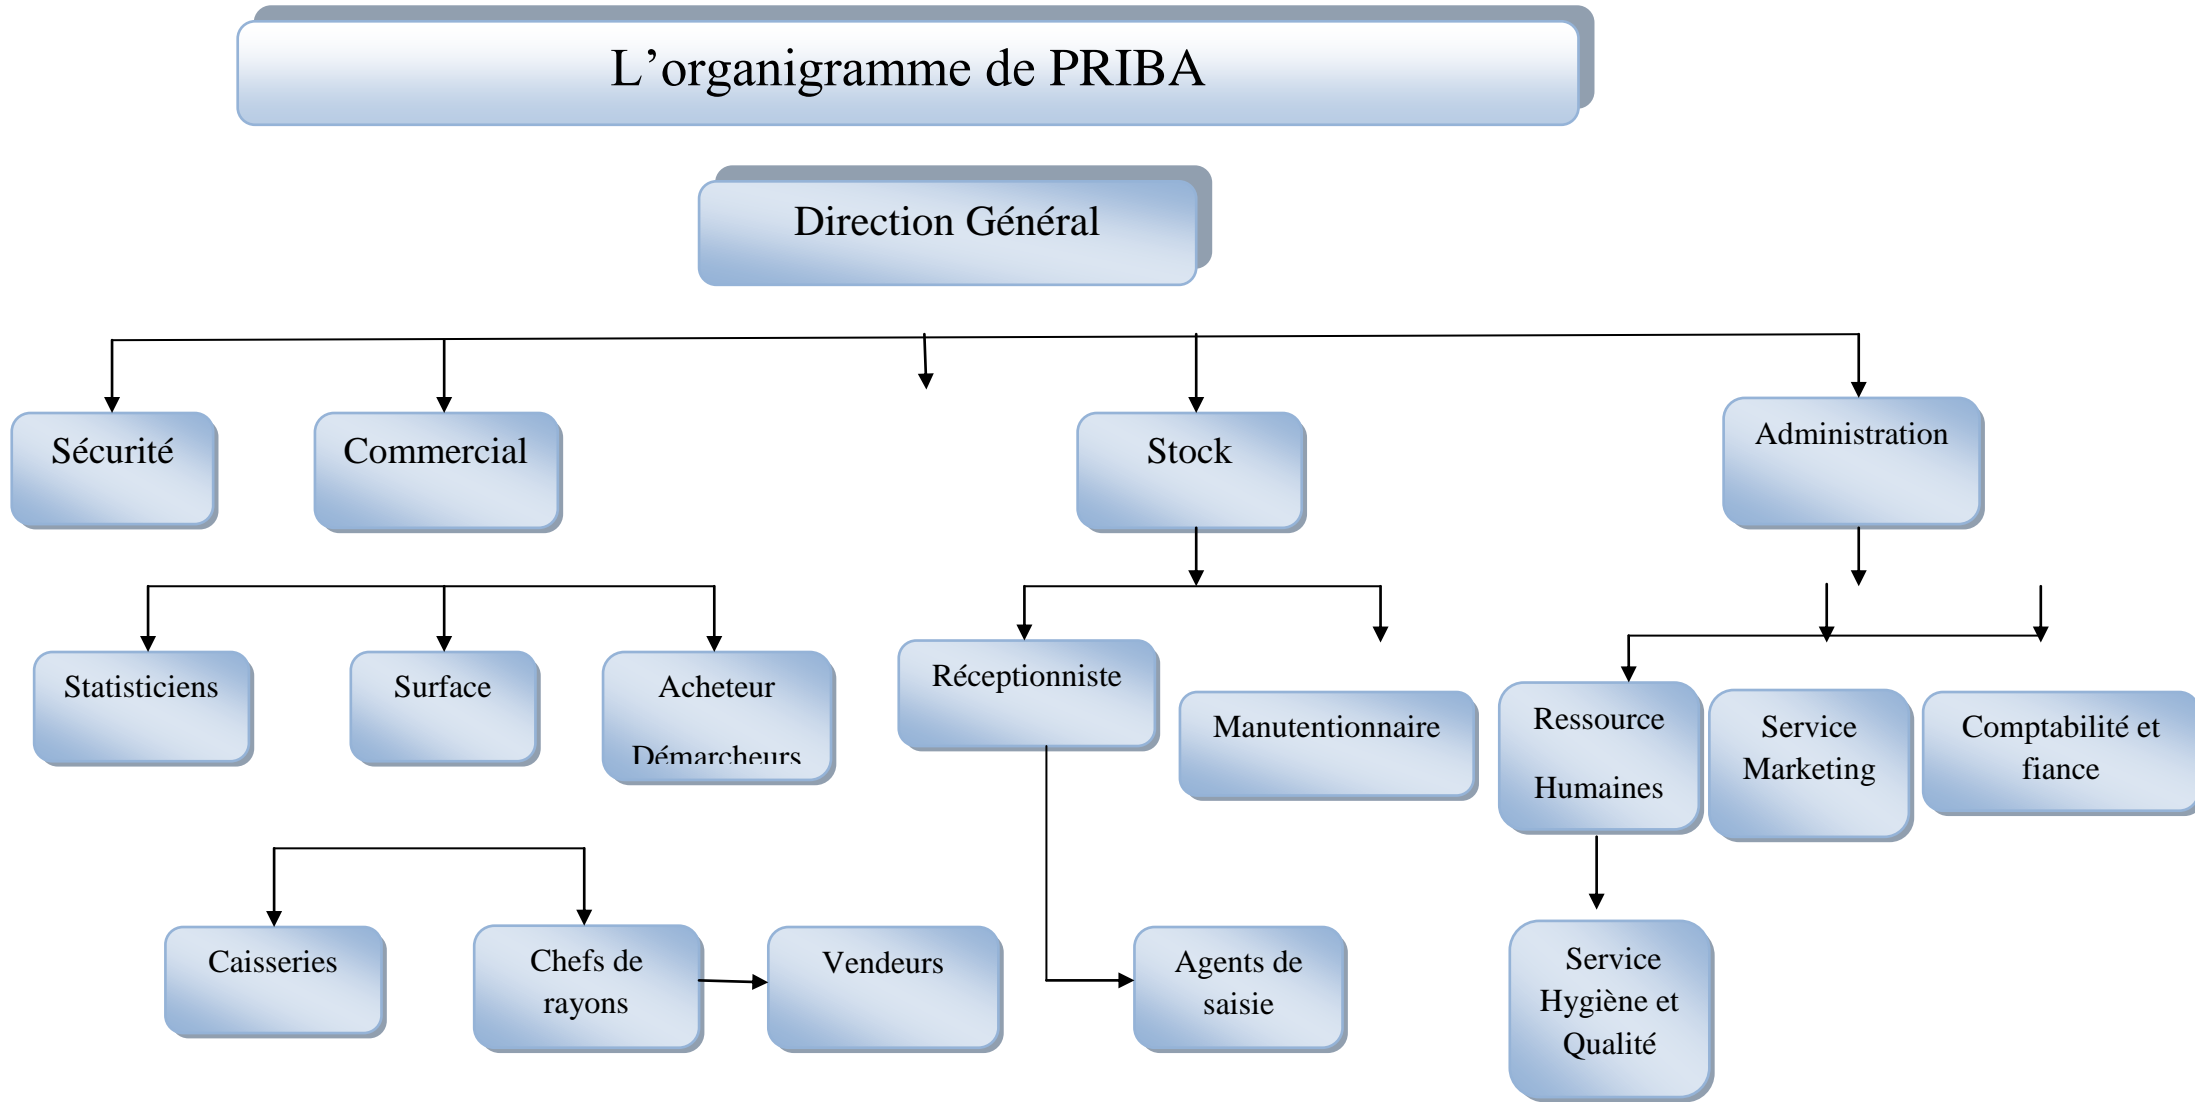 L’organigramme de PRIBA
Direction Général
Sécurité
Commercial
Stock
Administration
Statisticiens
Surface
Acheteur
Démarcheurs
Réceptionniste
Manutentionnaire
Ressource
Humaines
Service
Marketing
Comptabilité et
fiance
Caisseries
Chefs de
rayons
Vendeurs
Agents de
saisie
Service
Hygiène et
Qualité